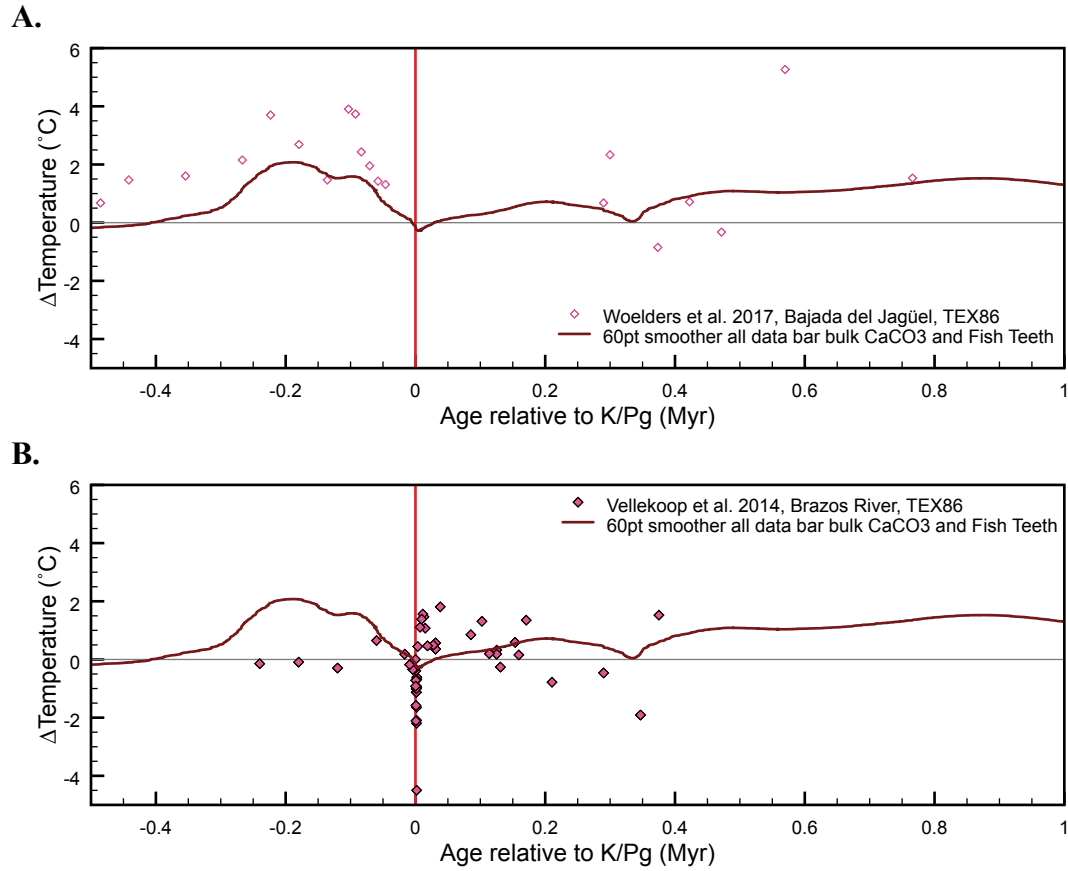 A.
6
4
2
0
-2
-4
ΔTemperature (˚C)
Woelders et al. 2017, Bajada del Jagüel, TEX86
60pt smoother all data bar bulk CaCO3 and Fish Teeth
-0.4 -0.2 0 0.2 0.4 0.6 0.8 1
Age relative to K/Pg (Myr)
B.
6
4
2
0
-2
-4
ΔTemperature (˚C)
Vellekoop et al. 2014, Brazos River, TEX86
60pt smoother all data bar bulk CaCO3 and Fish Teeth
-0.4 -0.2 0 0.2 0.4 0.6 0.8 1
Age relative to K/Pg (Myr)